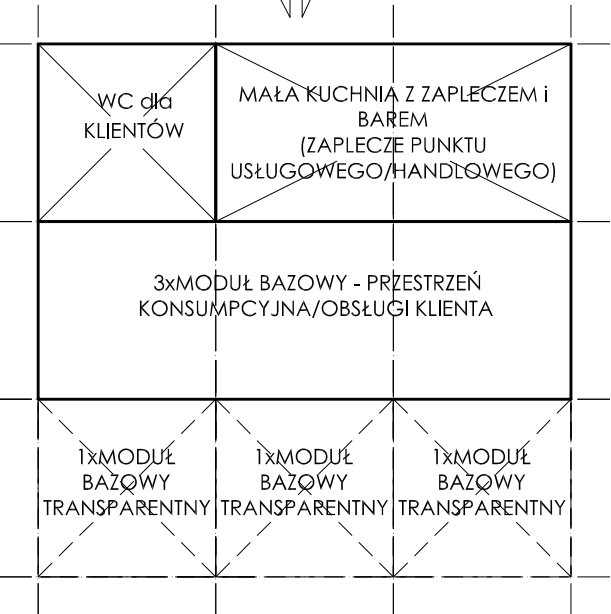 WC dla
KLIENTÓW
MAŁA KUCHNIA Z ZAPLECZEM i
BAREM
(ZAPLECZE PUNKTU
USŁUGOWEGO/HANDLOWEGO)
3xMODUŁ BAZOWY - PRZESTRZEŃ
KONSUMPCYJNA/OBSŁUGI KLIENTA
1xMODUŁ
BAZOWY
TRANSPARENTNY
1xMODUŁ
BAZOWY
TRANSPARENTNY
1xMODUŁ
BAZOWY
TRANSPARENTNY